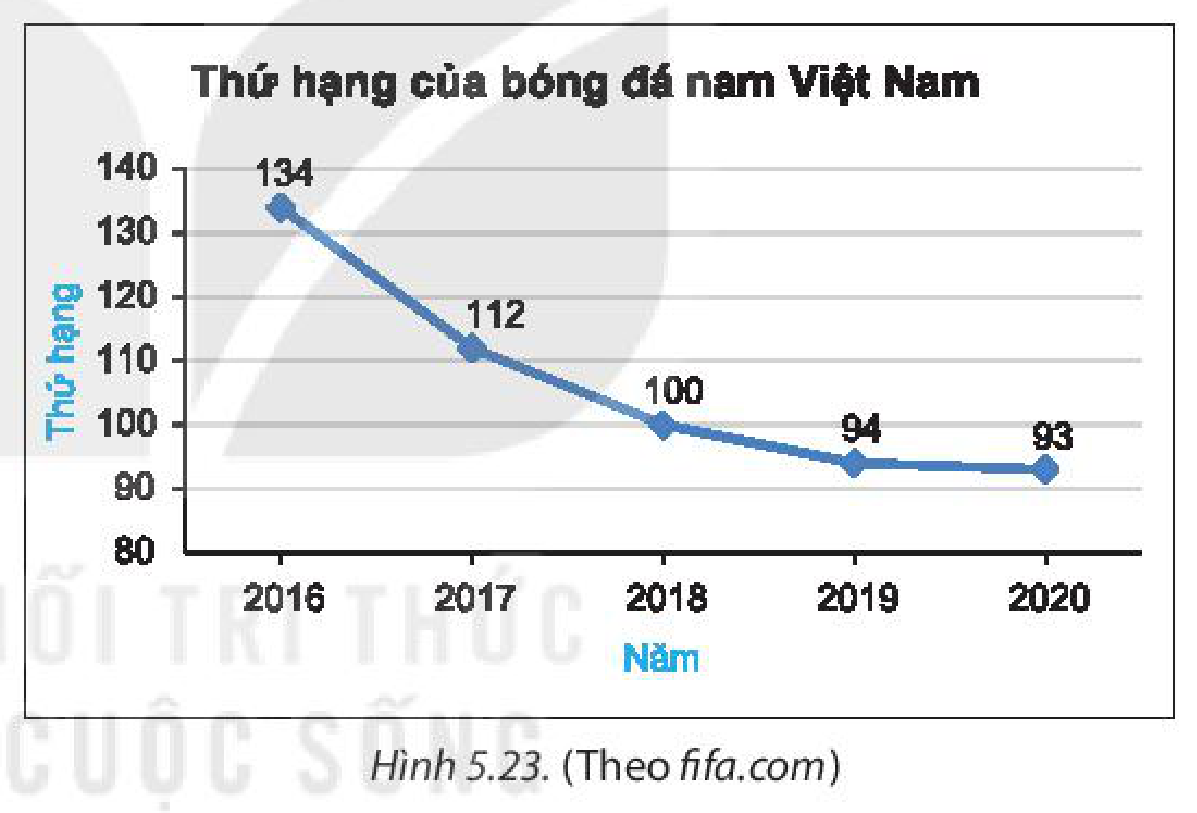 Thứ hạng của bóng đá nam Việt Nam
140
130
120
110
100
90
80
Thứ hạng
134
112
100
94
93
2016 2017 2018 2019 2020
Năm
NỐI TRI THỨC
CUỘC SỐNG
Hình 5.23. (Theo fifa.com)